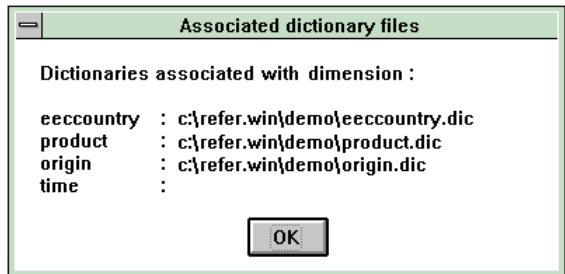 Associated dictionary files
Dictionaries associated with dimension :
eeccountry : c:\refer.win\demo\eeccountry.dic
product : c:\refer.win\demo\product.dic
origin : c:\refer.win\demo\origin.dic
time :
OK